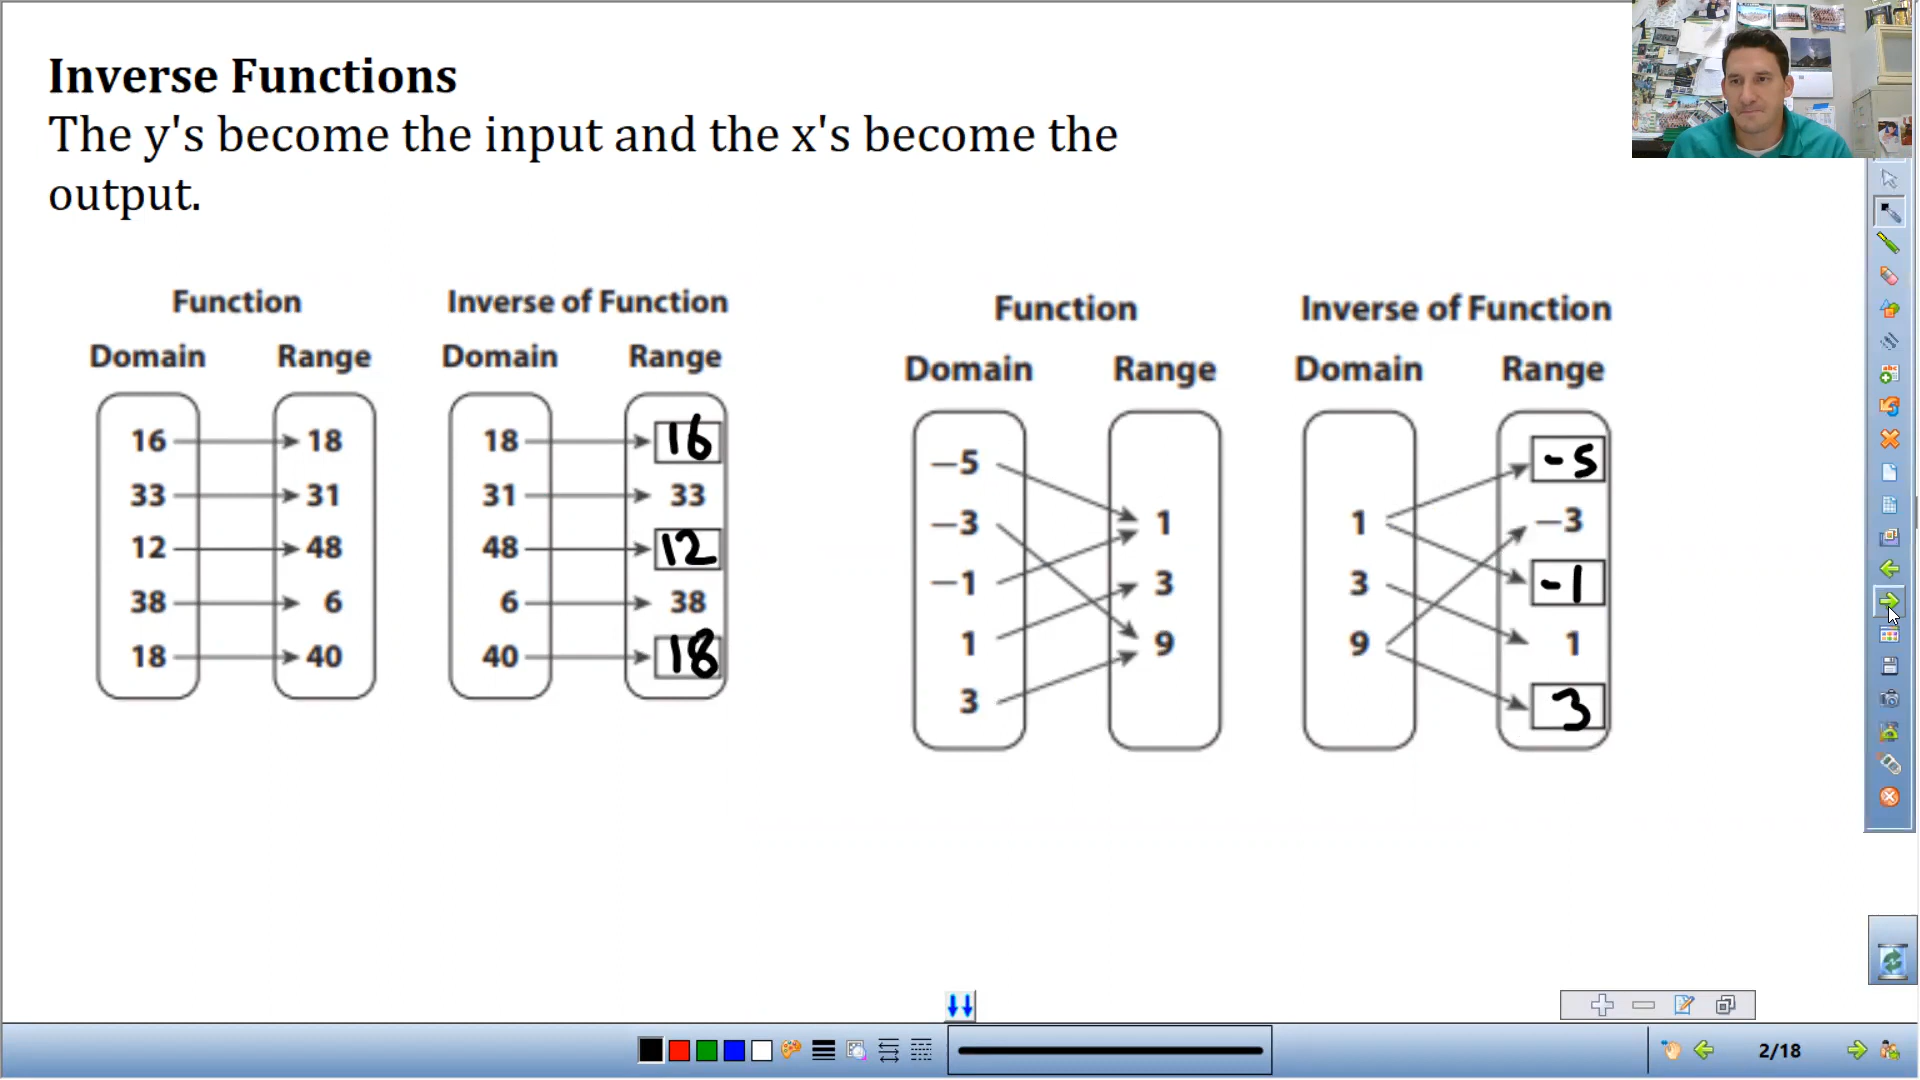 Inverse Functions
The y's become the input and the x's become the
output.
Function Inverse of Function
Domain Range Domain Range
16 18 18 16
33 31 31 33
12 48 48 12
38 6 6 38
18 40 40 18
Function Inverse of Function
Domain Range Domain Range
−5 -5
−3 1 1 −3
−1 3 3 -1
1 9 9 1
3 3
2/18